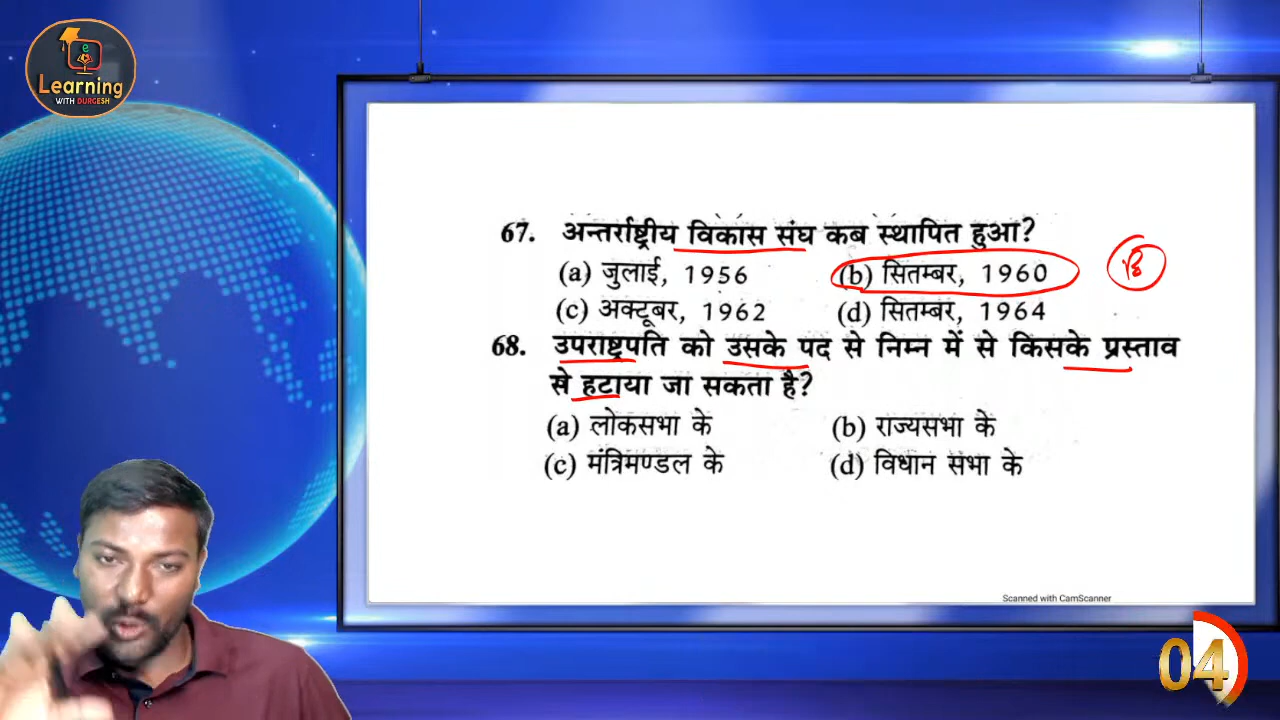 e
Learning
WITH DURGESH
67. अन्तर्राष्ट्रीय विकास संघ कब स्थापित हुआ?
(a) जुलाई, 1956 (b) सितम्बर, 1960
(c) अक्टूबर, 1962 (d) सितम्बर, 1964
68. उपराष्ट्रपति को उसके पद से निम्न में से किसके प्रस्ताव
से हटाया जा सकता है?
(a) लोकसभा के (b) राज्यसभा के
(c) मंत्रिमण्डल के (d) विधान सभा के
Scanned with CamScanner
04